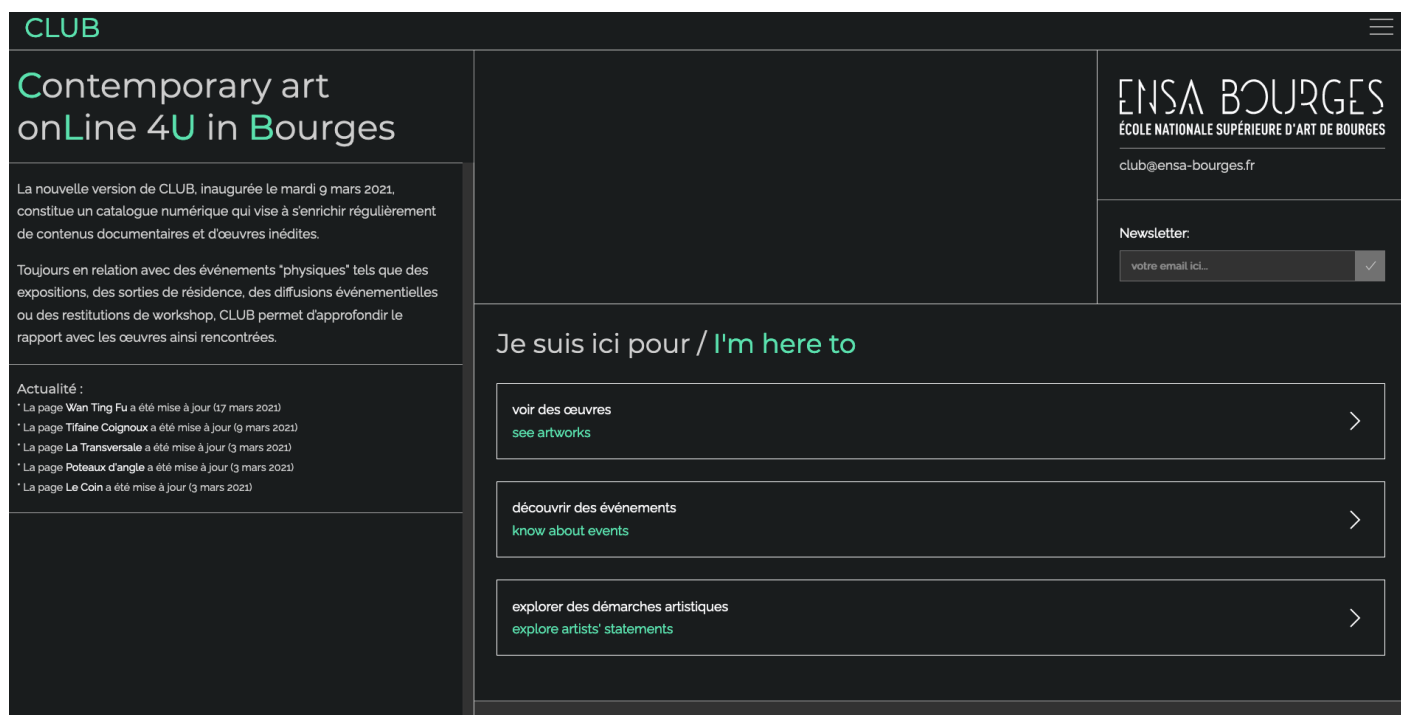 CLUB
Contemporary art
onLine 4U in Bourges
La nouvelle version de CLUB, inaugurée le mardi 9 mars 2021,
constitue un catalogue numérique qui vise à s'enrichir régulièrement
de contenus documentaires et d'œuvres inédites.
Toujours en relation avec des événements "physiques" tels que des
expositions, des sorties de résidence, des diffusions événementielles
ou des restitutions de workshop, CLUB permet d'approfondir le
rapport avec les œuvres ainsi rencontrées.
Actualité :
* La page Wan Ting Fu a été mise à jour (17 mars 2021)
* La page Tifaine Coignoux a été mise à jour (9 mars 2021)
* La page La Transversale a été mise à jour (3 mars 2021)
* La page Poteaux d'angle a été mise à jour (3 mars 2021)
* La page Le Coin a été mise à jour (3 mars 2021)
ENSA BOURGES
ÉCOLE NATIONALE SUPÉRIEURE D'ART DE BOURGES
club@ensa-bourges.fr
Newsletter:
votre email ici...
Je suis ici pour / I'm here to
voir des œuvres
see artworks
découvrir des événements
know about events
explorer des démarches artistiques
explore artists' statements